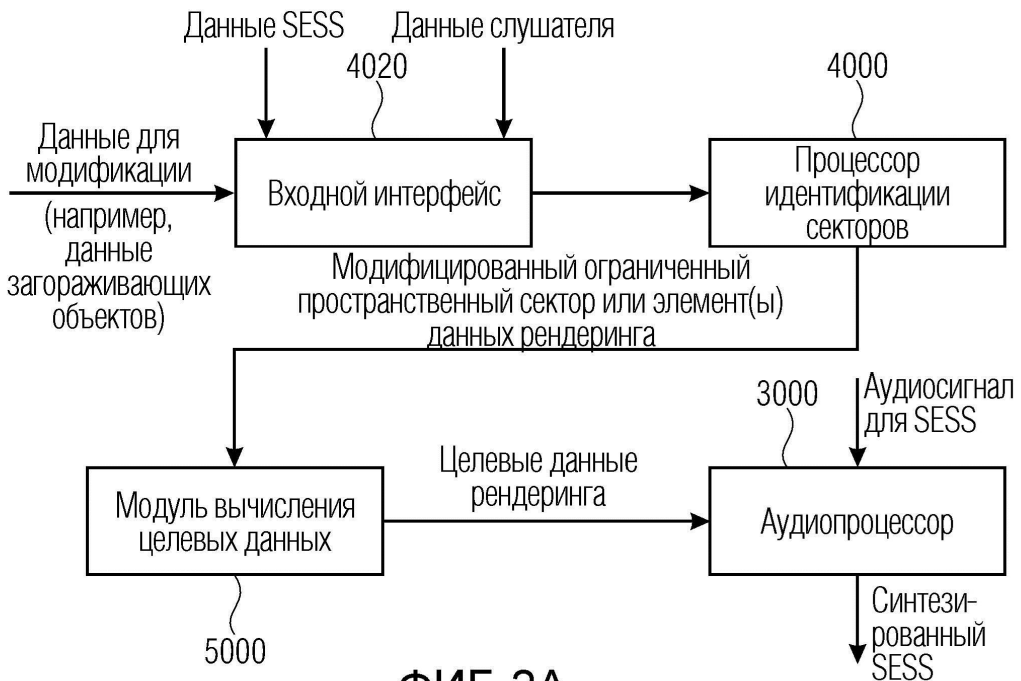 Данные SESS
Данные слушателя
4020
4000
Данные для
модификации
(например,
данные
загораживающих
объектов)
Входной интерфейс
Процессор
идентификации
секторов
Модифицированный ограниченный
пространственный сектор или элемент(ы)
данных рендеринга
3000
Аудиосигнал
для SESS
Модуль вычисления
целевых данных
Целевые данные
рендеринга
Аудиопроцессор
5000
Синтези-
рованный
SESS
ФИГ. 2А